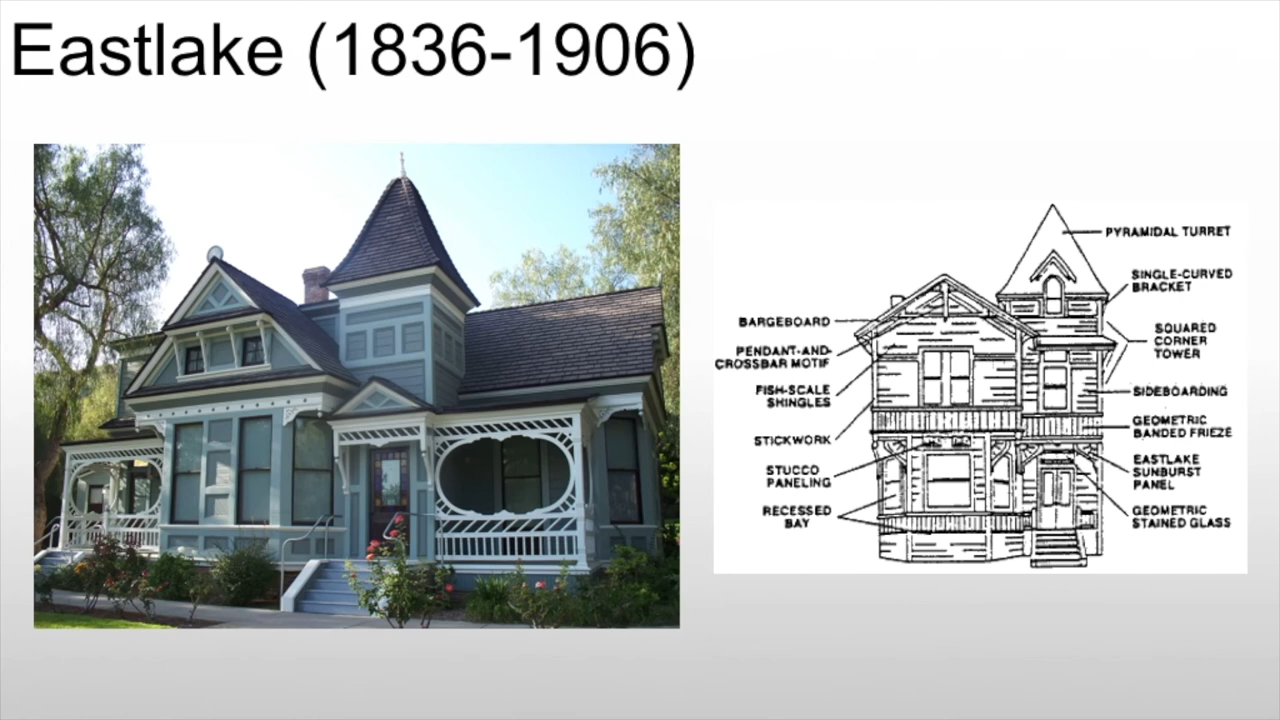 Eastlake (1836-1906)
BARGEBOARD
PENDANT-AND-
CROSSBAR MOTIF
FISH-SCALE
SHINGLES
STICKWORK
STUCCO
PANELING
RECESSED
BAY
PYRAMIDAL TURRET
SINGLE-CURVED
BRACKET
SQUARED
CORNER
TOWER
SIDEBOARDING
GEOMETRIC
BANDED FRIEZE
EASTLAKE
SUNBURST
PANEL
GEOMETRIC
STAINED GLASS